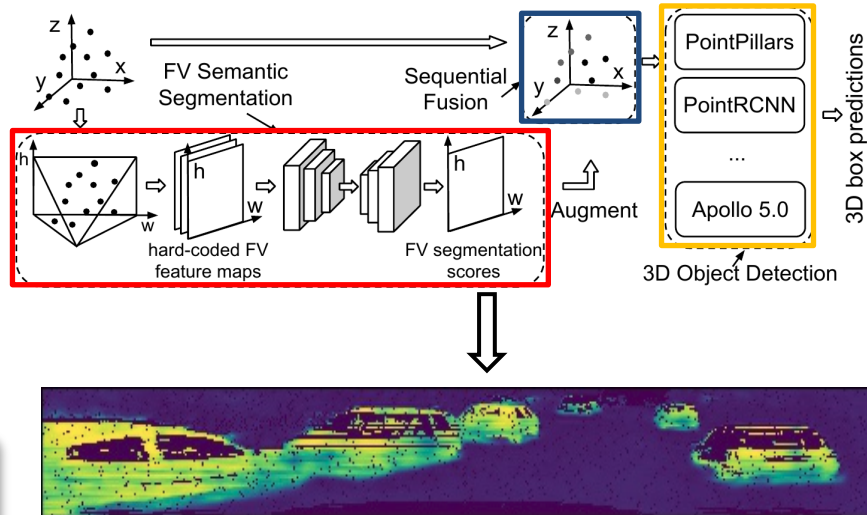 z
y
x
FV Semantic
Segmentation
Sequential
Fusion
z
y
x
PointPillars
PointRCNN
...
Apollo 5.0
3D box predictions
h
w
h
w
hard-coded FV
feature maps
h
w
FV segmentation
scores
Augment
3D Object Detection